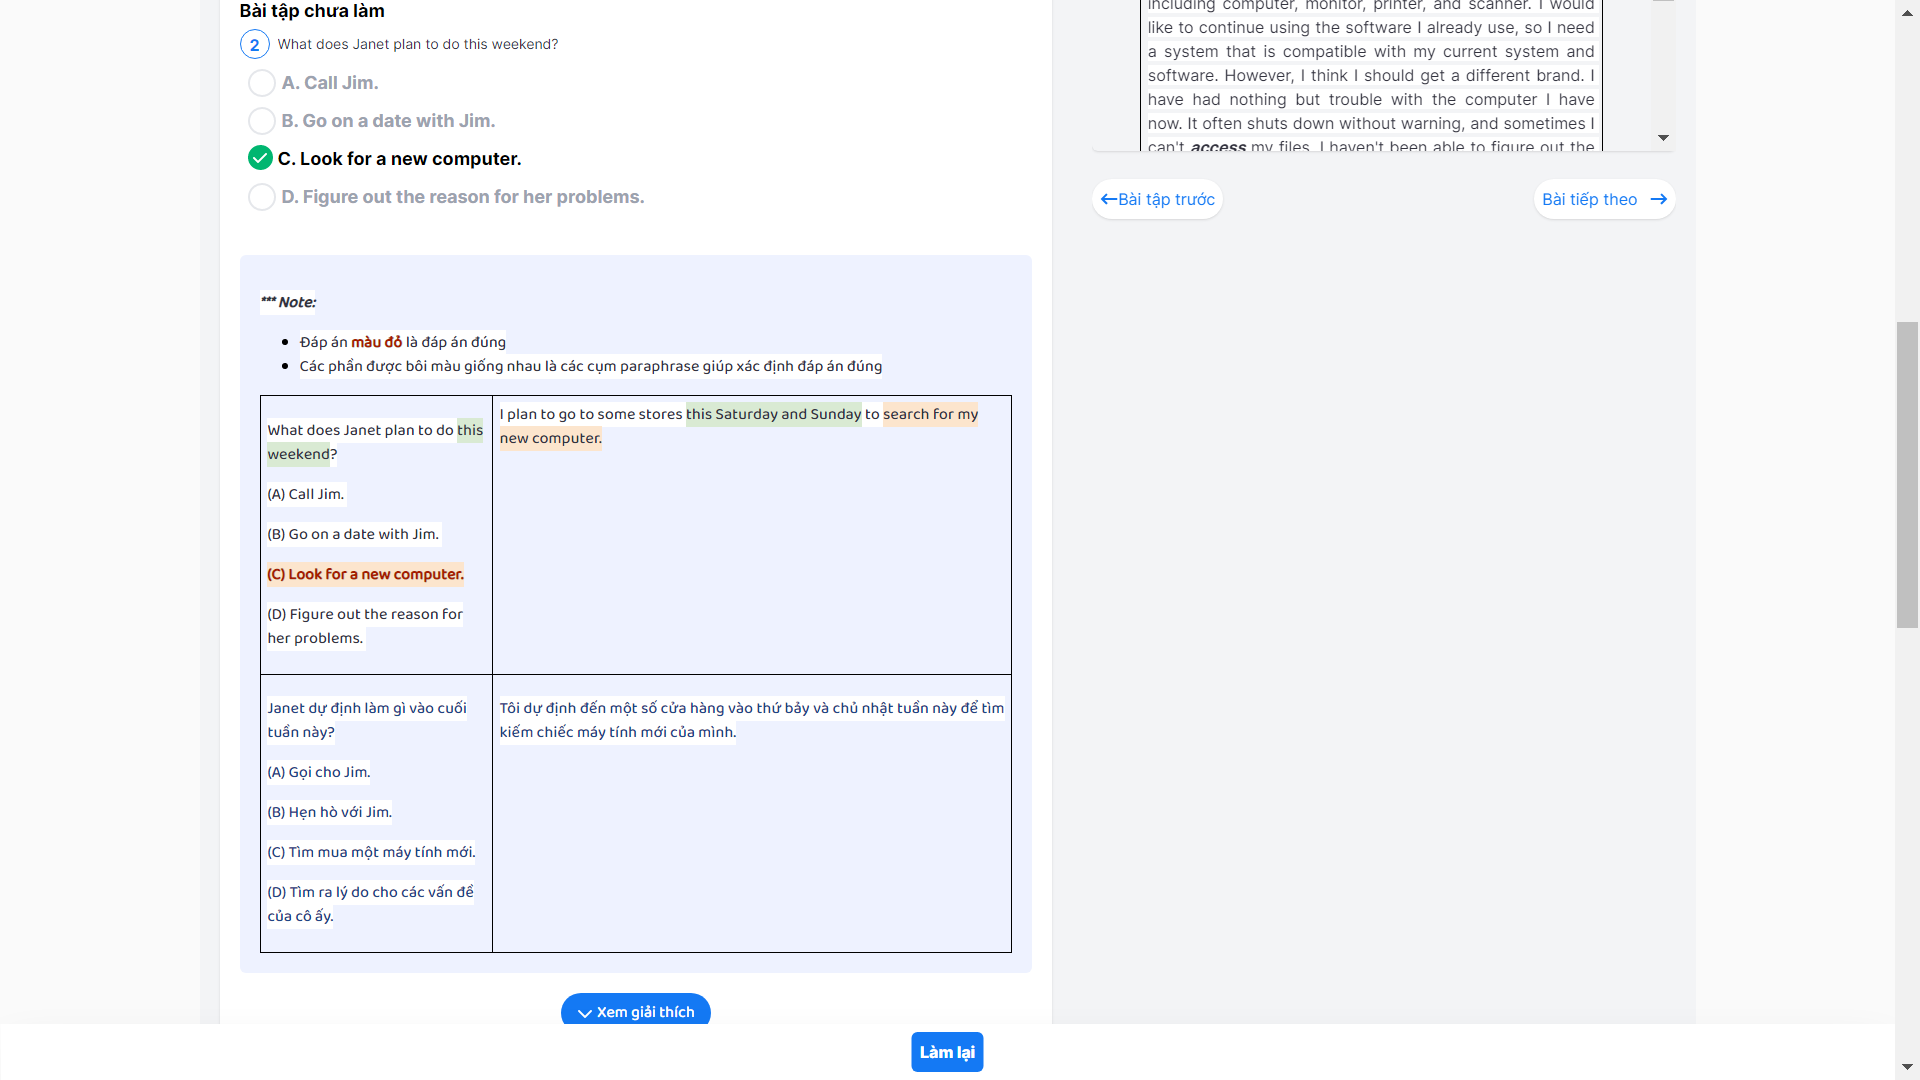 Bài tập chưa làm
2 What does Janet plan to do this weekend?
A. Call Jim.
B. Go on a date with Jim.
C. Look for a new computer.
D. Figure out the reason for her problems.
*** Note:
Đáp án màu đỏ là đáp án đúng
Các phần được bôi màu giống nhau là các cụm paraphrase giúp xác định đáp án đúng
What does Janet plan to do this
weekend?
(A) Call Jim.
(B) Go on a date with Jim.
(C) Look for a new computer.
(D) Figure out the reason for
her problems.
I plan to go to some stores this Saturday and Sunday to search for my
new computer.
Janet dự định làm gì vào cuối
tuần này?
(A) Gọi cho Jim.
(B) Hẹn hò với Jim.
(C) Tìm mua một máy tính mới.
(D) Tìm ra lý do cho các vấn đề
của cô ấy.
Tôi dự định đến một số cửa hàng vào thứ bảy và chủ nhật tuần này để tìm
kiếm chiếc máy tính mới của mình.
Xem giải thích
including computer, monitor, printer, and scanner. I would
like to continue using the software I already use, so I need
a system that is compatible with my current system and
software. However, I think I should get a different brand. I
have had nothing but trouble with the computer I have
now. It often shuts down without warning, and sometimes I
can't access my files. I haven't been able to figure out the
Bài tập trước
Bài tiếp theo
Làm lại